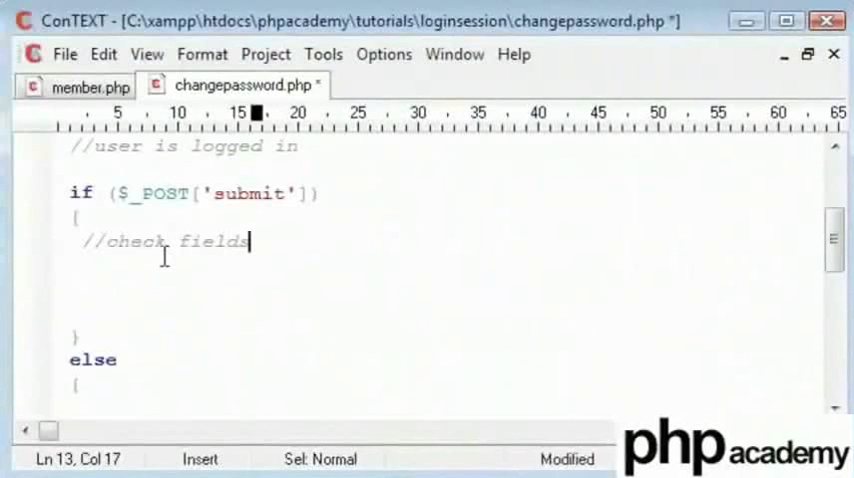 ConTEXT - [C:\xampp\htdocs\phpacademy\tutorials\loginsession\changepassword.php *]
File Edit View Format Project Tools Options Window Help
member.php changepassword.php *
5 10 15 20 25 30 35 40 45 50 55 60 65
//user is logged in
if ($_POST['submit'])
{
//check fields
}
else
{
Ln 13, Col 17 Insert Sel: Normal Modified
php academy